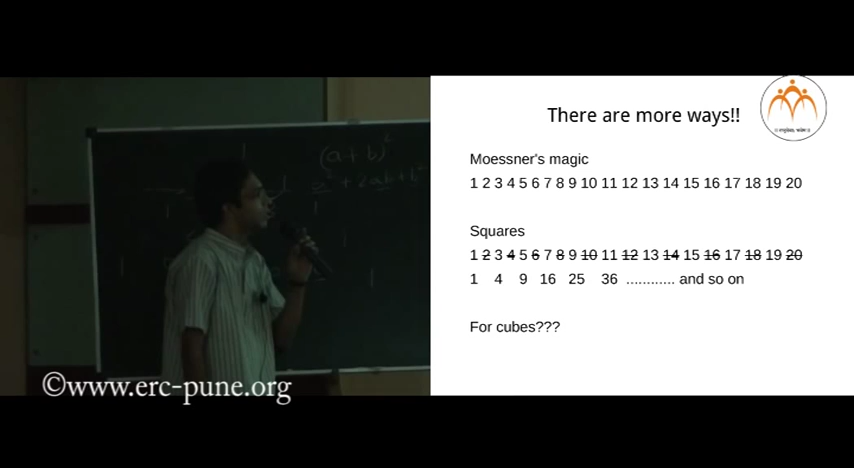 There are more ways!!
Moessner's magic
1 2 3 4 5 6 7 8 9 10 11 12 13 14 15 16 17 18 19 20
Squares
1 2 3 4 5 6 7 8 9 10 11 12 13 14 15 16 17 18 19 20
1 4 9 16 25 36 ............ and so on
For cubes???
(a+b)²
+ 2ab + b²
©www.erc-pune.org